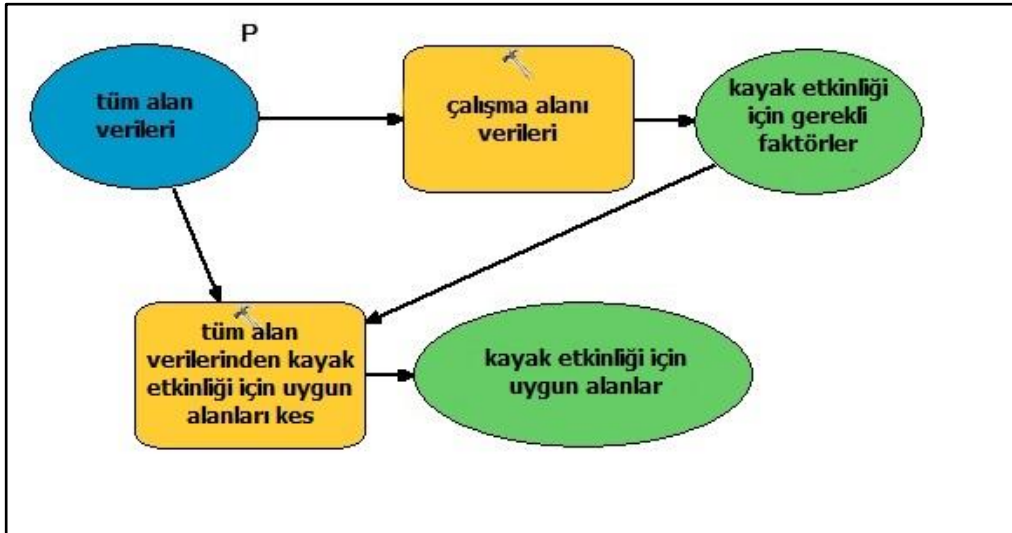 P
tüm alan
verileri
çalışma alanı
verileri
kayak etkinliği
için gerekli
faktörler
tüm alan
verilerinden kayak
etkinliği için uygun
alanları kes
kayak etkinliği için
uygun alanlar